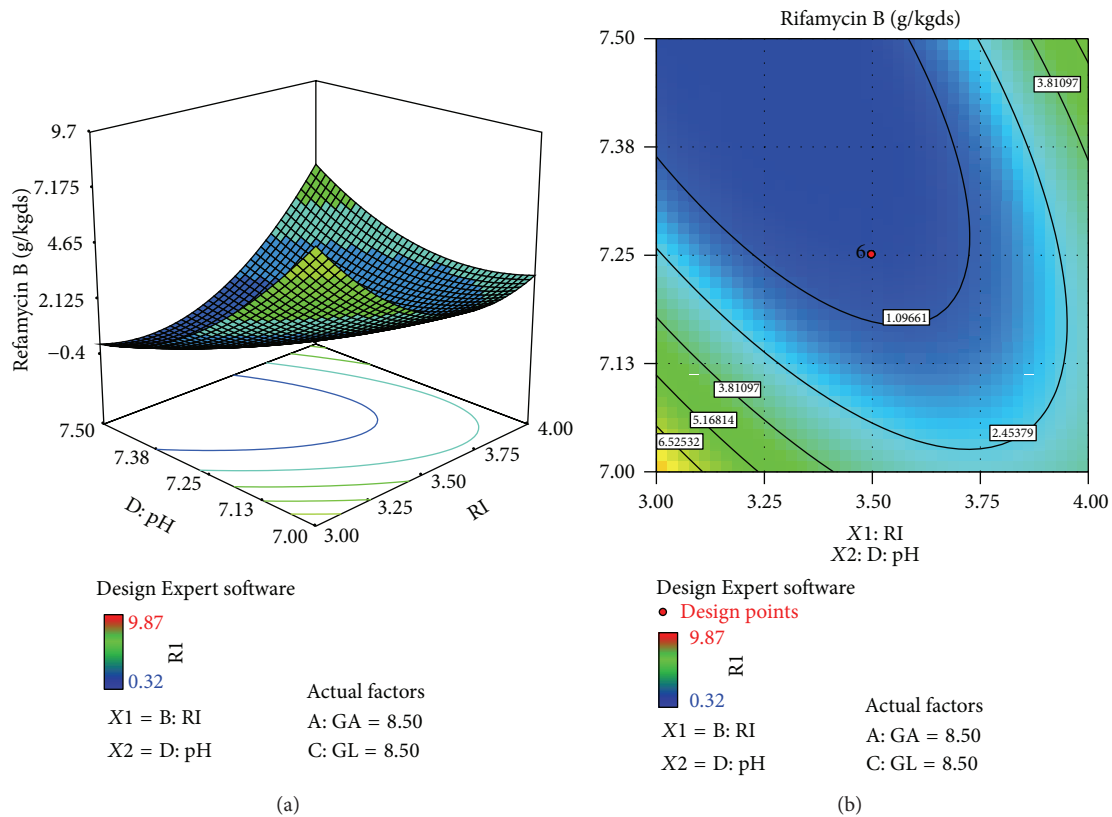 9.7
7.175
4.65
2.125
−0.4
Refamycin B (g/kgds)
7.50
7.38
7.25
7.13
7.00
D: pH
3.00
3.25
3.50
3.75
4.00
RI
Design Expert software
9.87
0.32
R1
X1 = B: RI
X2 = D: pH
Actual factors
A: GA = 8.50
C: GL = 8.50
(a)
Rifamycin B (g/kgds)
7.50
7.38
7.25
7.13
7.00
3.81097
6
1.09661
3.81097
5.16814
6.52532
2.45379
3.00 3.25 3.50 3.75 4.00
X1: RI
X2: D: pH
Design Expert software
Design points
9.87
0.32
R1
X1 = B: RI
X2 = D: pH
Actual factors
A: GA = 8.50
C: GL = 8.50
(b)